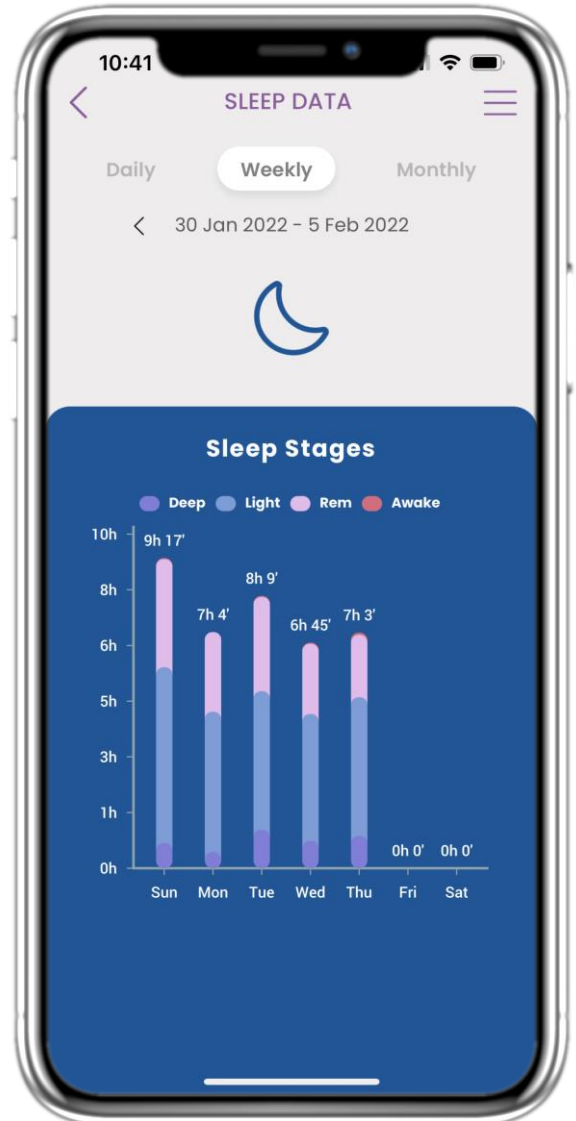 10:41
SLEEP DATA
Daily Weekly Monthly
30 Jan 2022 - 5 Feb 2022
Sleep Stages
Deep Light Rem Awake
10h
9h 17'
8h 9'
8h
7h 4'
6h 45'
7h 3'
6h
5h
3h
1h
0h 0' 0h 0'
0h
Sun Mon Tue Wed Thu Fri Sat